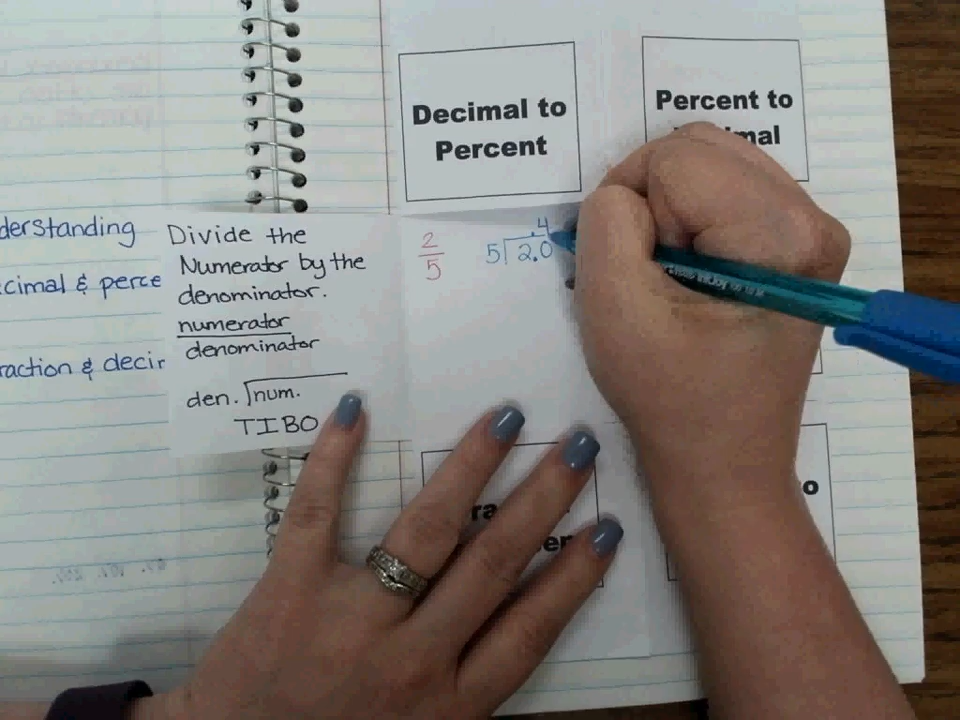 Decimal to
Percent
Percent to
derstanding
cimal & perce
raction & decir
Divide the
Numerator by the
denominator.
numerator
denominator
den. num.
TIBO
2
5
.4
5 2.0